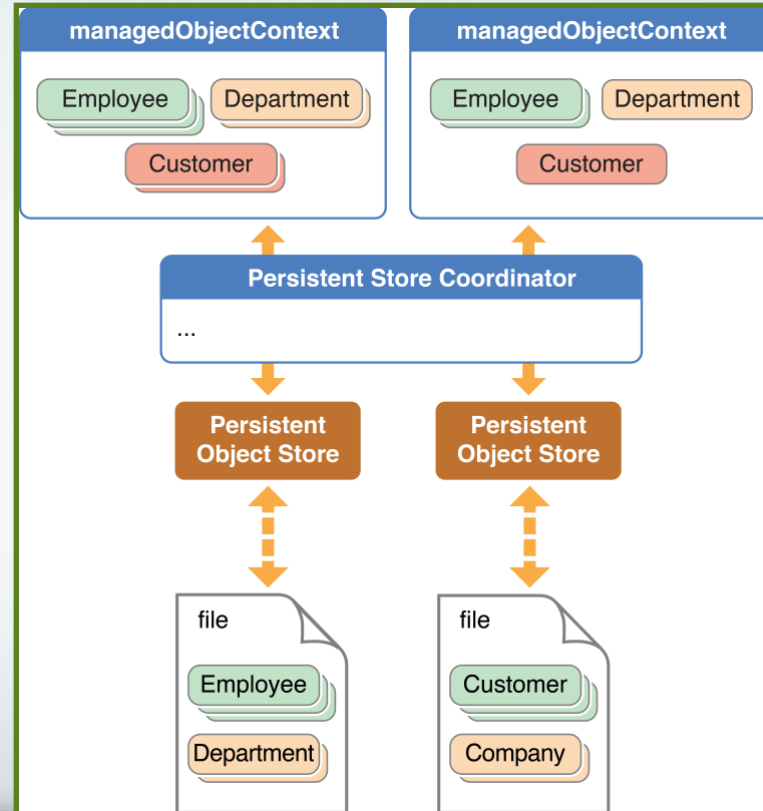 managedObjectContext
managedObjectContext
Employee
Department
Customer
Employee
Department
Customer
Persistent Store Coordinator
...
Persistent
Object Store
Persistent
Object Store
file
Employee
Department
file
Customer
Company